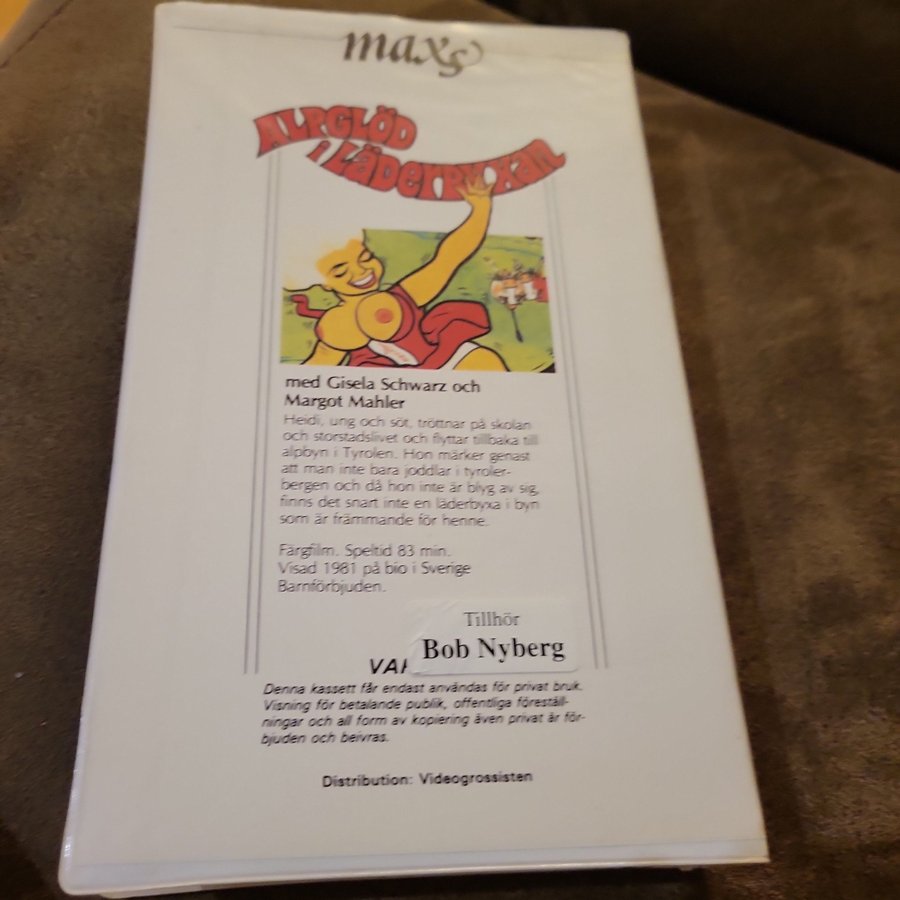 maxs
ALPGLÖD
i LÄDERBYXAN
med Gisela Schwarz och
Margot Mahler
Heidi, ung och söt, tröttnar på skolan
och storstadslivet och flyttar tillbaka till
alpbyn i Tyrolen. Hon märker genast
att man inte bara joddlar i tyroler-
bergen och då hon inte är blyg av sig,
finns det snart inte en läderbyxa i byn
som är främmande för henne.
Färgfilm. Speltid 83 min.
Visad 1981 på bio i Sverige
Barnförbjuden.
Tillhör
Bob Nyberg
Denna kassett får endast användas för privat bruk.
Visning för betalande publik, offentliga föreställ-
ningar och all form av kopiering även privat är för-
bjuden och beivras.
Distribution: Videogrossisten